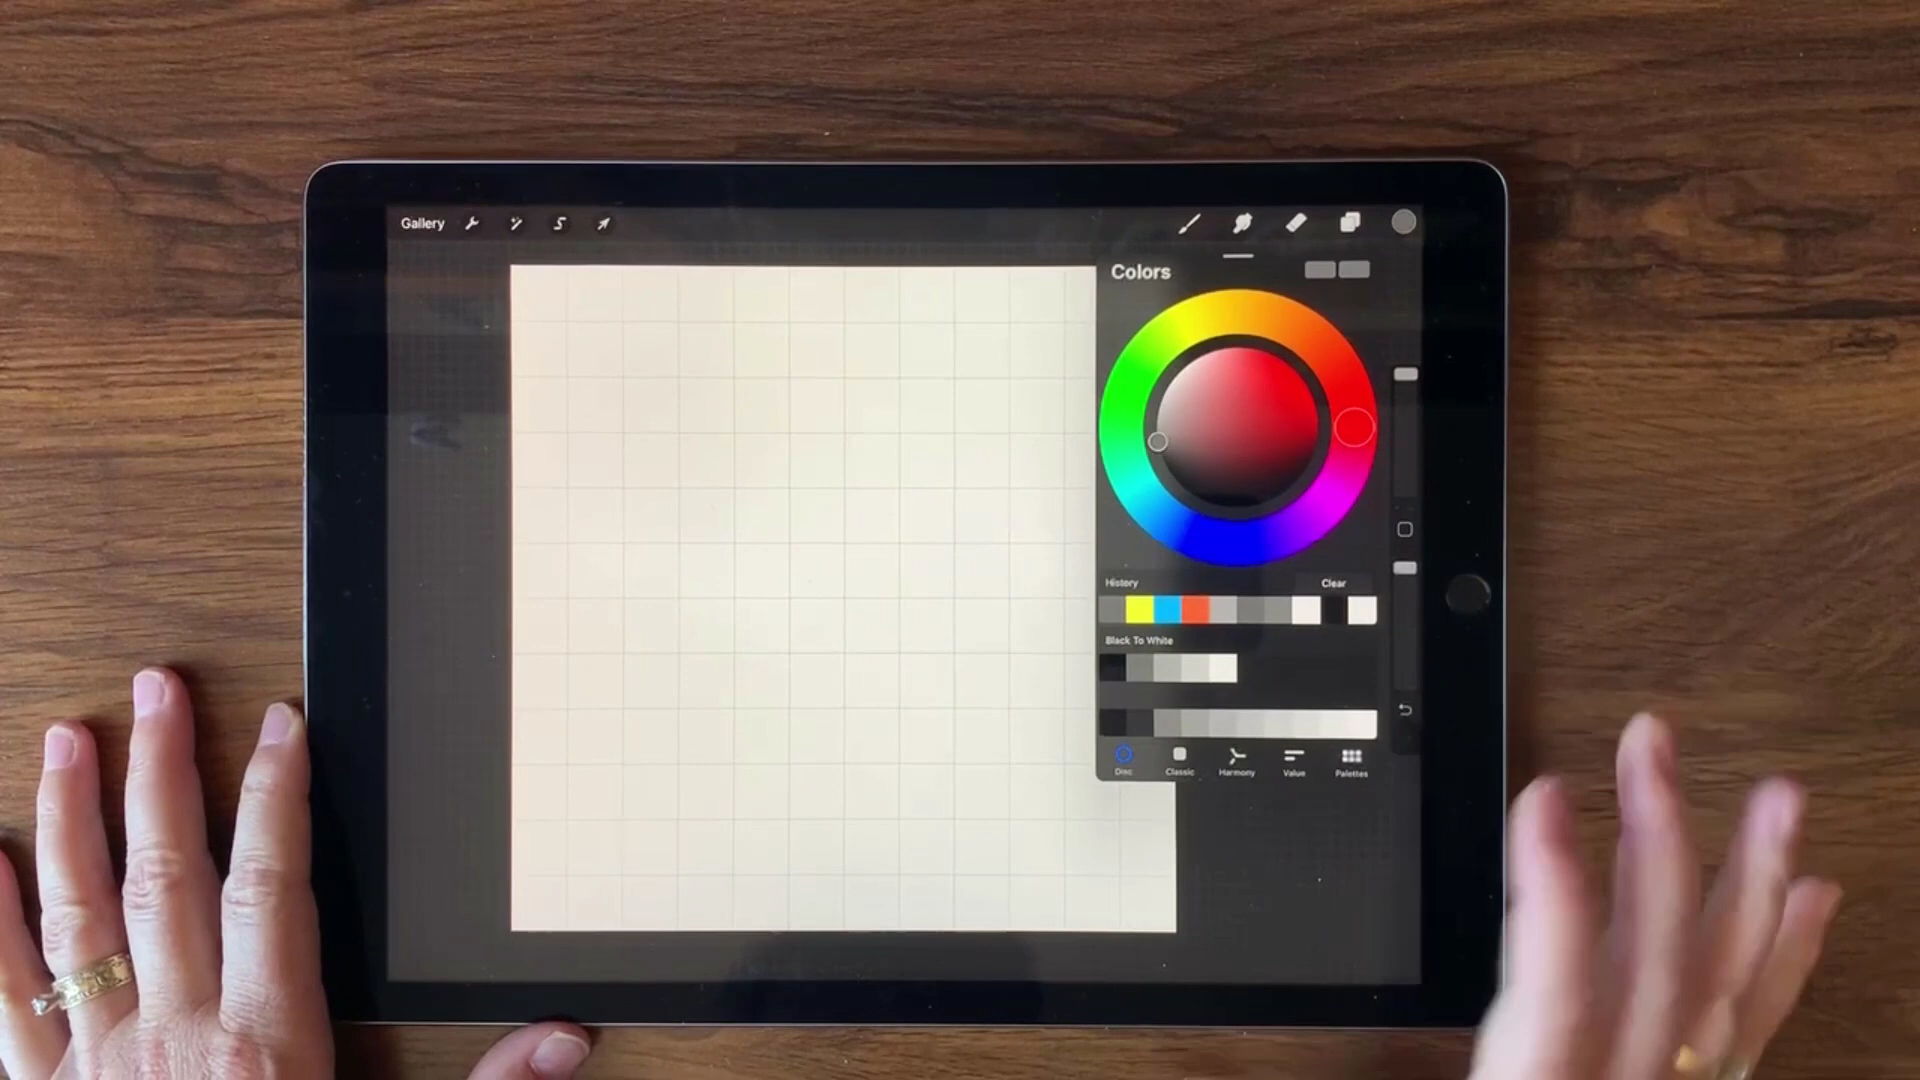 Gallery
Colors
History Clear
Black To White
Disc Classic Harmony Value Palettes